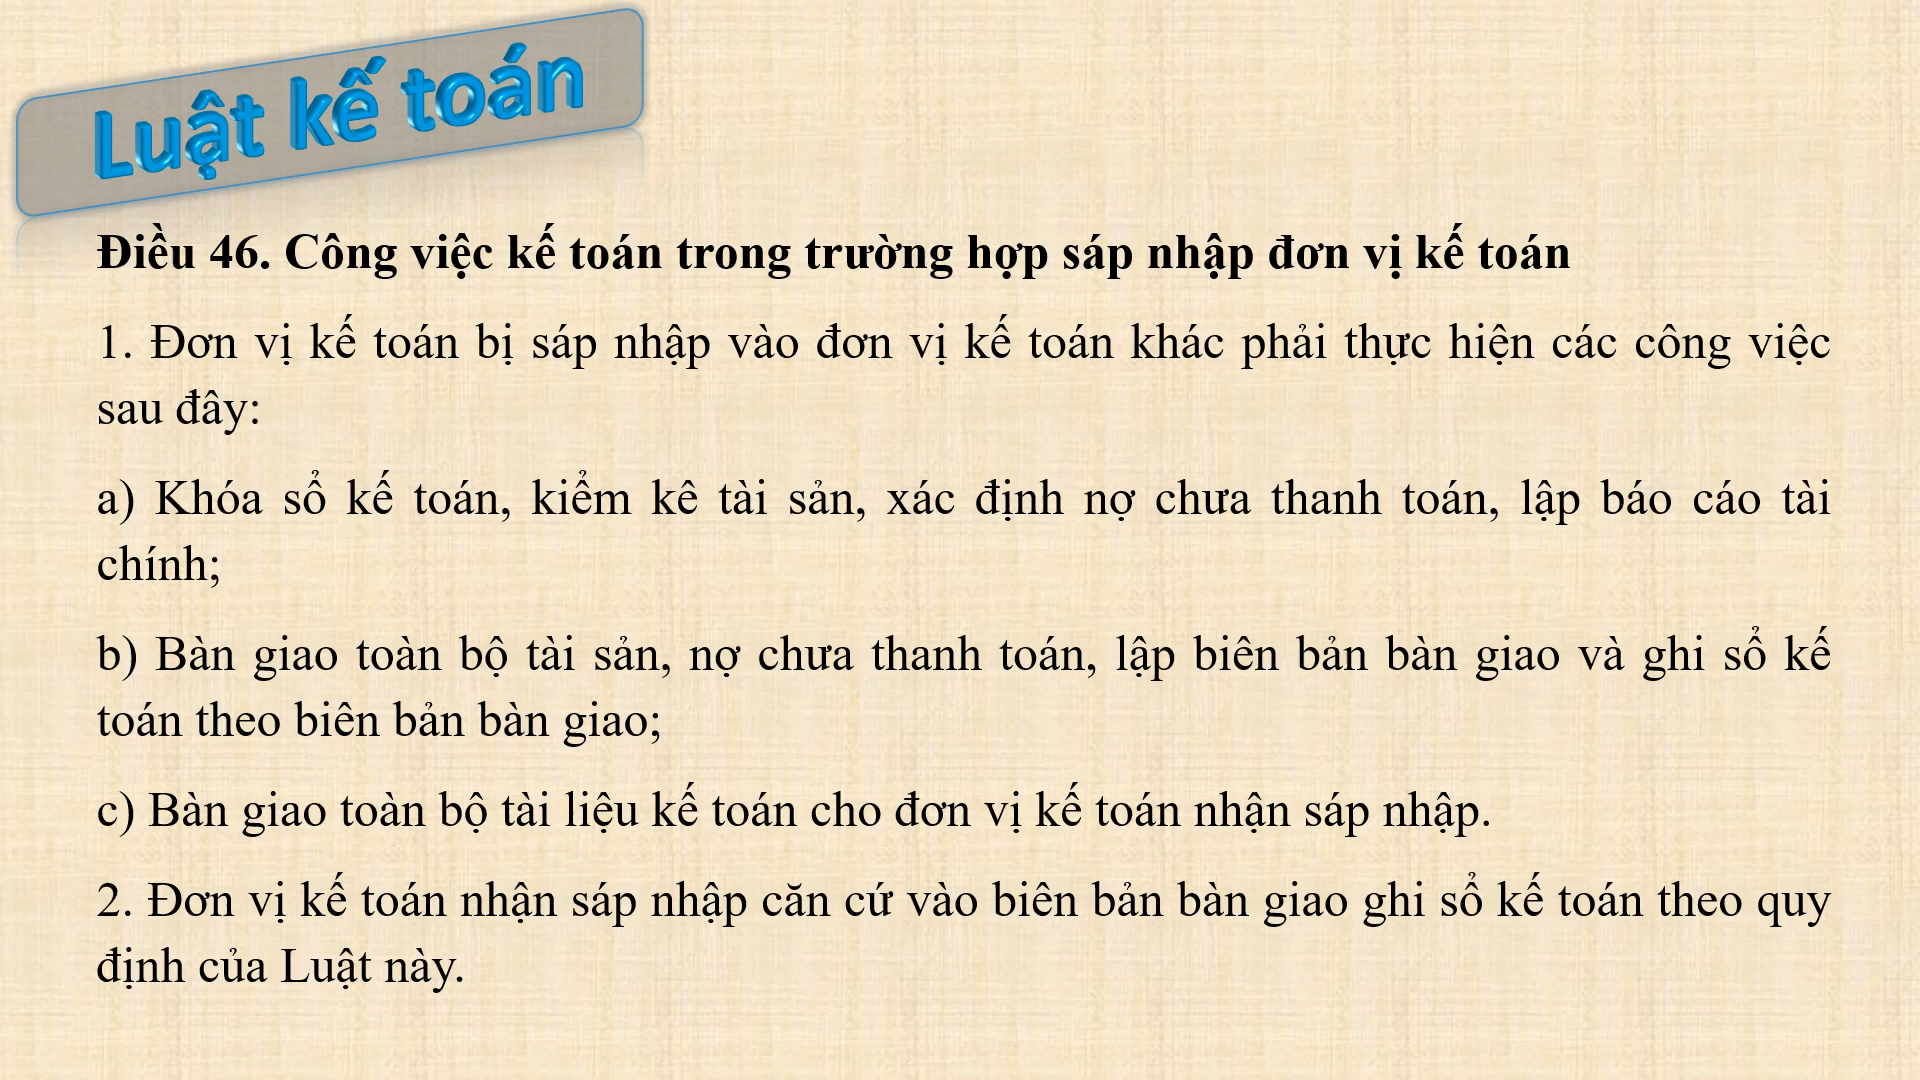 Luật kế toán
Điều 46. Công việc kế toán trong trường hợp sáp nhập đơn vị kế toán
1. Đơn vị kế toán bị sáp nhập vào đơn vị kế toán khác phải thực hiện các công việc
sau đây:
a) Khóa sổ kế toán, kiểm kê tài sản, xác định nợ chưa thanh toán, lập báo cáo tài
chính;
b) Bàn giao toàn bộ tài sản, nợ chưa thanh toán, lập biên bản bàn giao và ghi sổ kế
toán theo biên bản bàn giao;
c) Bàn giao toàn bộ tài liệu kế toán cho đơn vị kế toán nhận sáp nhập.
2. Đơn vị kế toán nhận sáp nhập căn cứ vào biên bản bàn giao ghi sổ kế toán theo quy
định của Luật này.